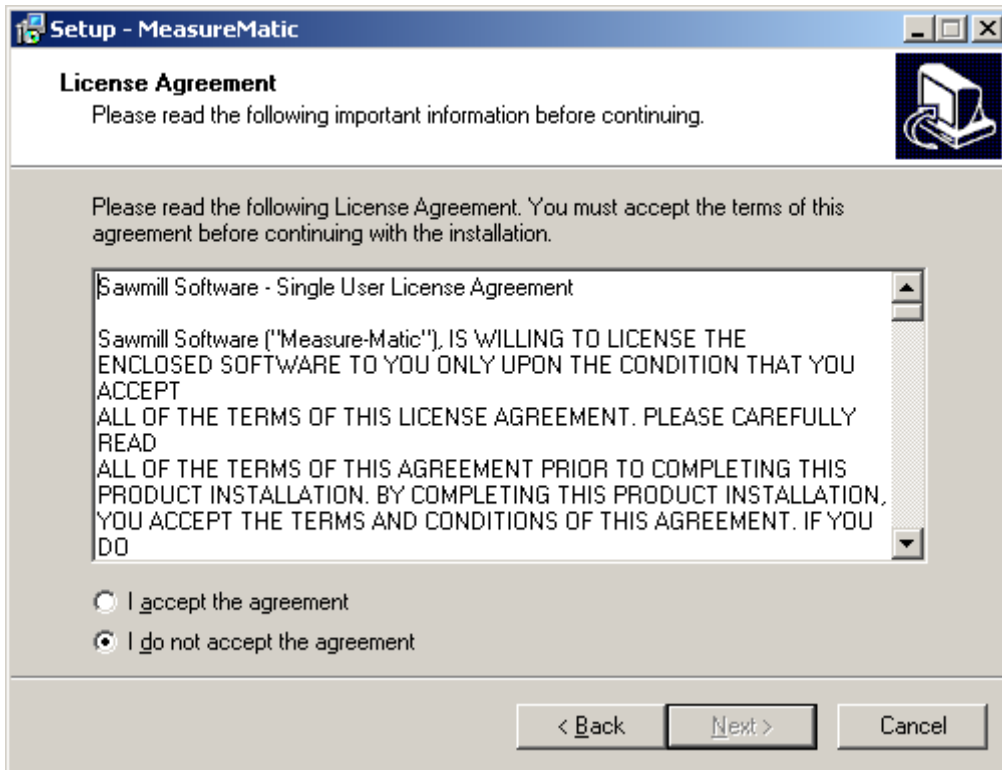 Setup - MeasureMatic
License Agreement
Please read the following important information before continuing.
Please read the following License Agreement. You must accept the terms of this
agreement before continuing with the installation.
Sawmill Software - Single User License Agreement
Sawmill Software ("Measure-Matic"), IS WILLING TO LICENSE THE
ENCLOSED SOFTWARE TO YOU ONLY UPON THE CONDITION THAT YOU
ACCEPT
ALL OF THE TERMS OF THIS LICENSE AGREEMENT. PLEASE CAREFULLY
READ
ALL OF THE TERMS OF THIS AGREEMENT PRIOR TO COMPLETING THIS
PRODUCT INSTALLATION. BY COMPLETING THIS PRODUCT INSTALLATION,
YOU ACCEPT THE TERMS AND CONDITIONS OF THIS AGREEMENT. IF YOU
DO
I accept the agreement
I do not accept the agreement
< Back
Next >
Cancel